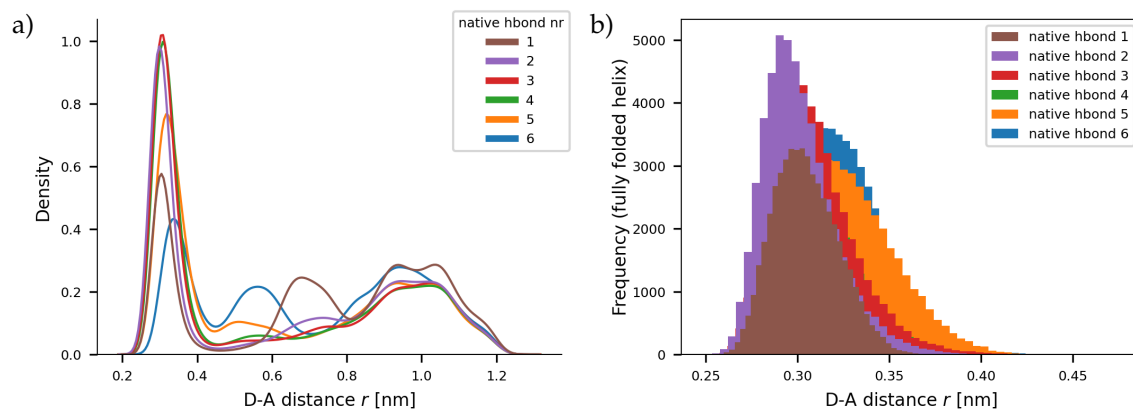 a)
native hbond nr
1
2
3
4
5
6
1.0
0.8
0.6
0.4
0.2
0.0
Density
0.2 0.4 0.6 0.8 1.0 1.2
D-A distance r [nm]
b)
native hbond 1
native hbond 2
native hbond 3
native hbond 4
native hbond 5
native hbond 6
5000
4000
3000
2000
1000
0
Frequency (fully folded helix)
0.25 0.30 0.35 0.40 0.45
D-A distance r [nm]